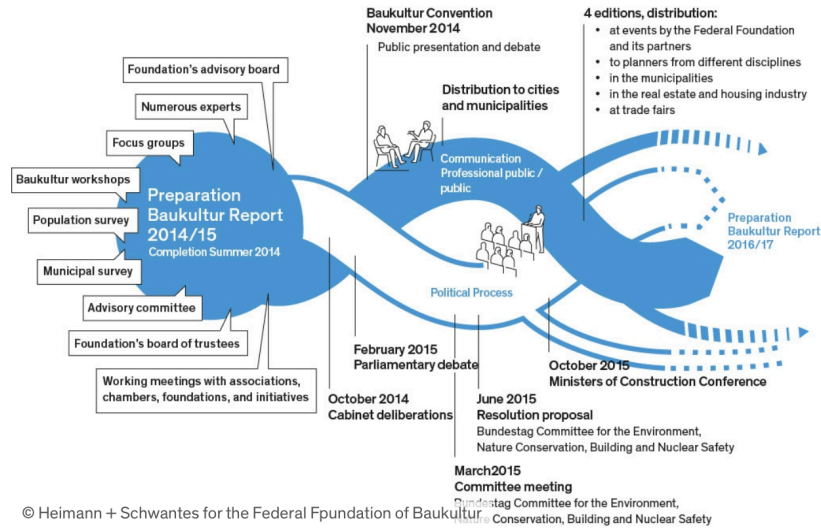 Baukultur Convention
November 2014
Public presentation and debate
4 editions, distribution:
• at events by the Federal Foundation
and its partners
• to planners from different disciplines
• in the municipalities
• in the real estate and housing industry
• at trade fairs
Foundation's advisory board
Numerous experts
Focus groups
Baukultur workshops
Population survey
Municipal survey
Advisory committee
Foundation's board of trustees
Working meetings with associations,
chambers, foundations, and initiatives
Preparation
Baukultur Report
2014/15
Completion Summer 2014
Distribution to cities
and municipalities
Communication
Professional public /
public
Preparation
Baukultur Report
2016/17
Political Process
October 2014
Cabinet deliberations
February 2015
Parliamentary debate
October 2015
Ministers of Construction Conference
June 2015
Resolution proposal
Bundestag Committee for the Environment,
Nature Conservation, Building and Nuclear Safety
March2015
Committee meeting
Bundestag Committee for the Environment,
Nature Conservation, Building and Nuclear Safety
© Heimann + Schwantes for the Federal Fpundation of Baukultur